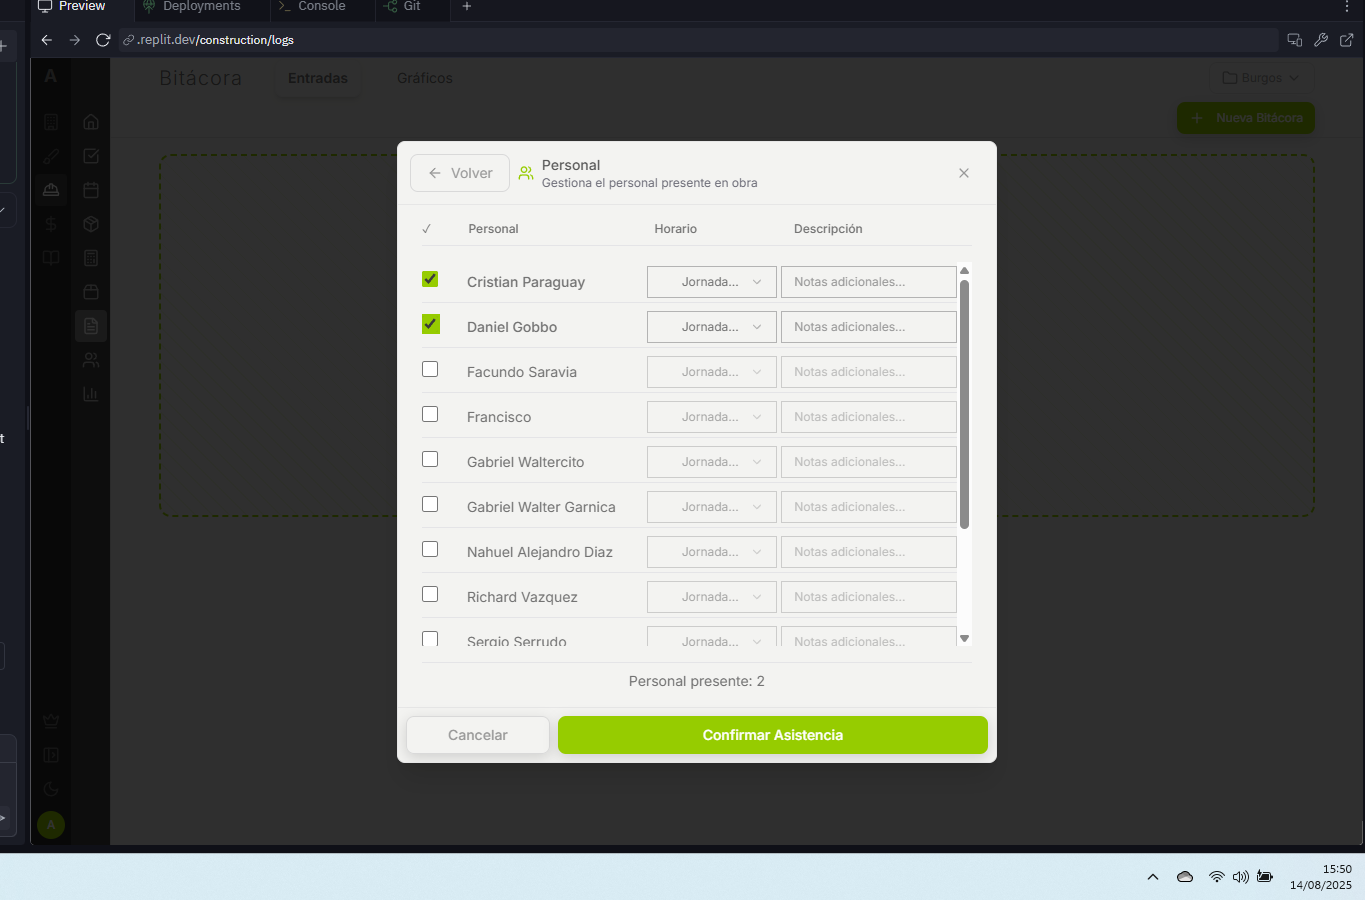 Preview Deployments Console Git
.replit.dev/construction/logs
A Bitácora Entradas Gráficos Burgos
Nueva Bitácora
Volver
Personal
Gestiona el personal presente en obra
✓ Personal Horario Descripción
Cristian Paraguay Jornada... Notas adicionales...
Daniel Gobbo Jornada... Notas adicionales...
Facundo Saravia Jornada... Notas adicionales...
Francisco Jornada... Notas adicionales...
Gabriel Waltercito Jornada... Notas adicionales...
Gabriel Walter Garnica Jornada... Notas adicionales...
Nahuel Alejandro Diaz Jornada... Notas adicionales...
Richard Vazquez Jornada... Notas adicionales...
Sergio Serrudo Jornada... Notas adicionales...
Personal presente: 2
Cancelar Confirmar Asistencia
A
t
15:50
14/08/2025